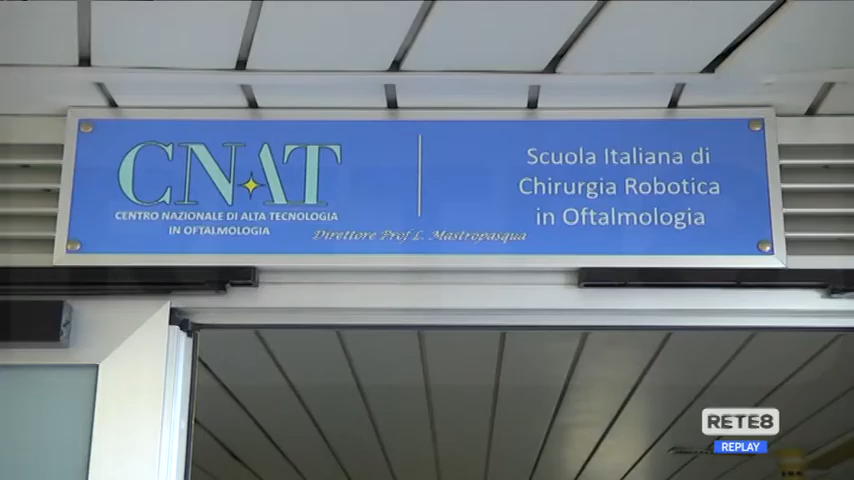 CNAT
CENTRO NAZIONALE DI ALTA TECNOLOGIA
IN OFTALMOLOGIA
Direttore Prof L. Mastropasqua
Scuola Italiana di
Chirurgia Robotica
in Oftalmologia
RETE8
REPLAY